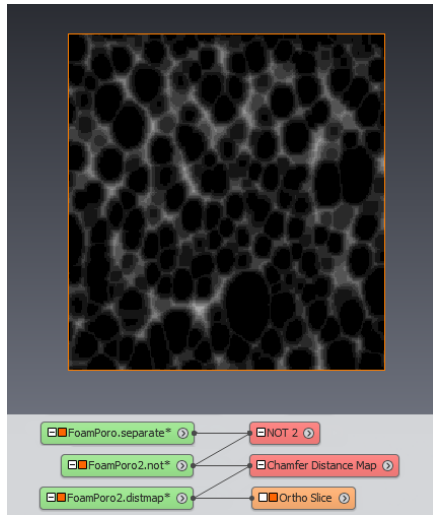 FoamPoro.separate* NOT 2
FoamPoro2.not* Chamfer Distance Map
FoamPoro2.distmap* Ortho Slice